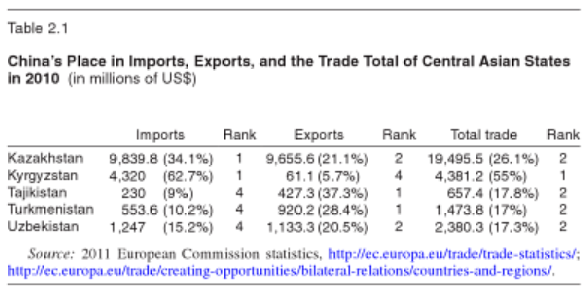 Table 2.1
China's Place in Imports, Exports, and the Trade Total of Central Asian States
in 2010 (in millions of US$)
Imports Rank Exports Rank Total trade Rank
Kazakhstan 9,839.8 (34.1%) 1 9,655.6 (21.1%) 2 19,495.5 (26.1%) 2
Kyrgyzstan 4,320 (62.7%) 1 61.1 (5.7%) 4 4,381.2 (55%) 1
Tajikistan 230 (9%) 4 427.3 (37.3%) 1 657.4 (17.8%) 2
Turkmenistan 553.6 (10.2%) 4 920.2 (28.4%) 1 1,473.8 (17%) 2
Uzbekistan 1,247 (15.2%) 4 1,133.3 (20.5%) 2 2,380.3 (17.3%) 2
Source: 2011 European Commission statistics, http://ec.europa.eu/trade/trade-statistics/;
http://ec.europa.eu/trade/creating-opportunities/bilateral-relations/countries-and-regions/.